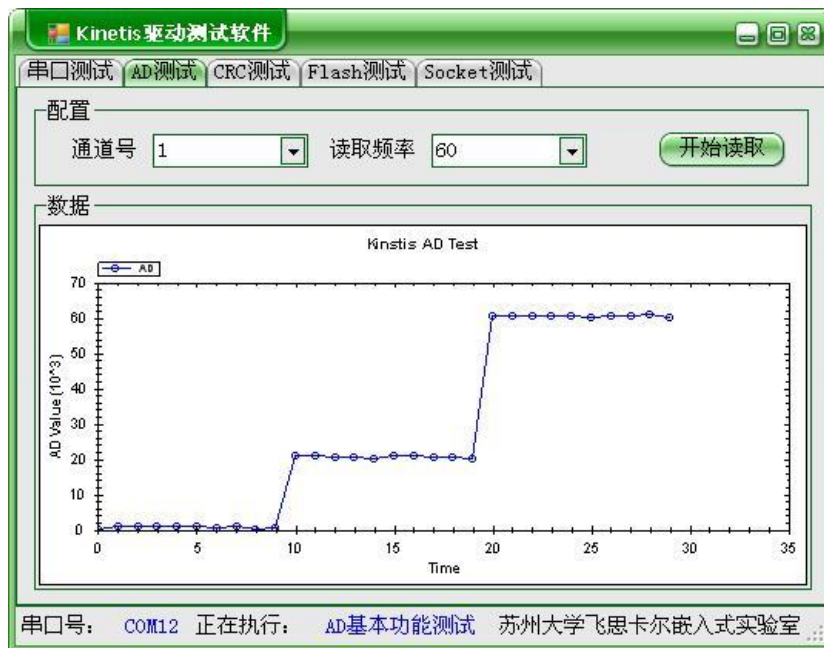 Kinetis驱动测试软件
串口测试 AD测试 CRC测试 Flash测试 Socket测试
配置
通道号 1 读取频率 60 开始读取
数据
Kinstis AD Test
AD
70
60
50
40
30
20
10
0
AD Value (10^3)
0 5 10 15 20 25 30 35
Time
串口号: COM12 正在执行: AD基本功能测试 苏州大学飞思卡尔嵌入式实验室